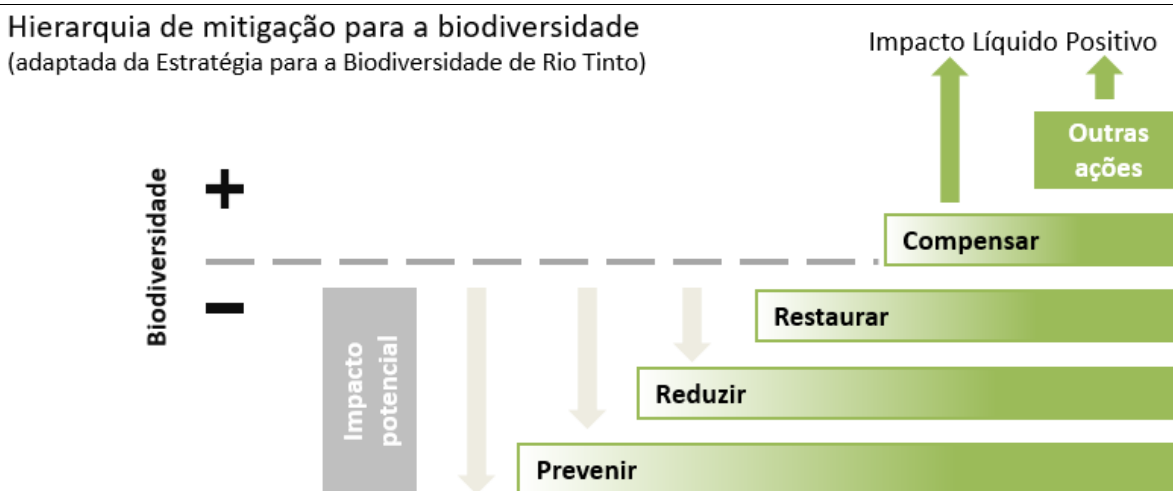 Hierarquia de mitigação para a biodiversidade
(adaptada da Estratégia para a Biodiversidade de Rio Tinto)
Impacto Líquido Positivo
Outras
ações
Biodiversidade
+
−
Compensar
Restaurar
Impacto
potencial
Reduzir
Prevenir